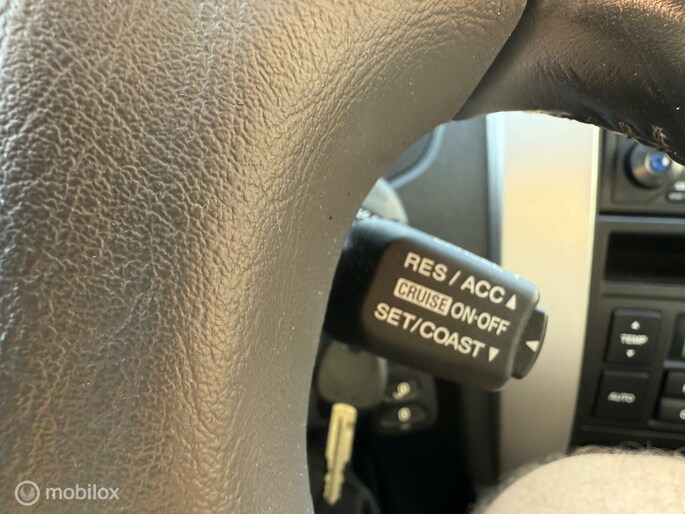 RES / ACC ▲
CRUISE ON-OFF ◄
SET/COAST ▼
▲
TEMP
▼
AUTO
mobilox